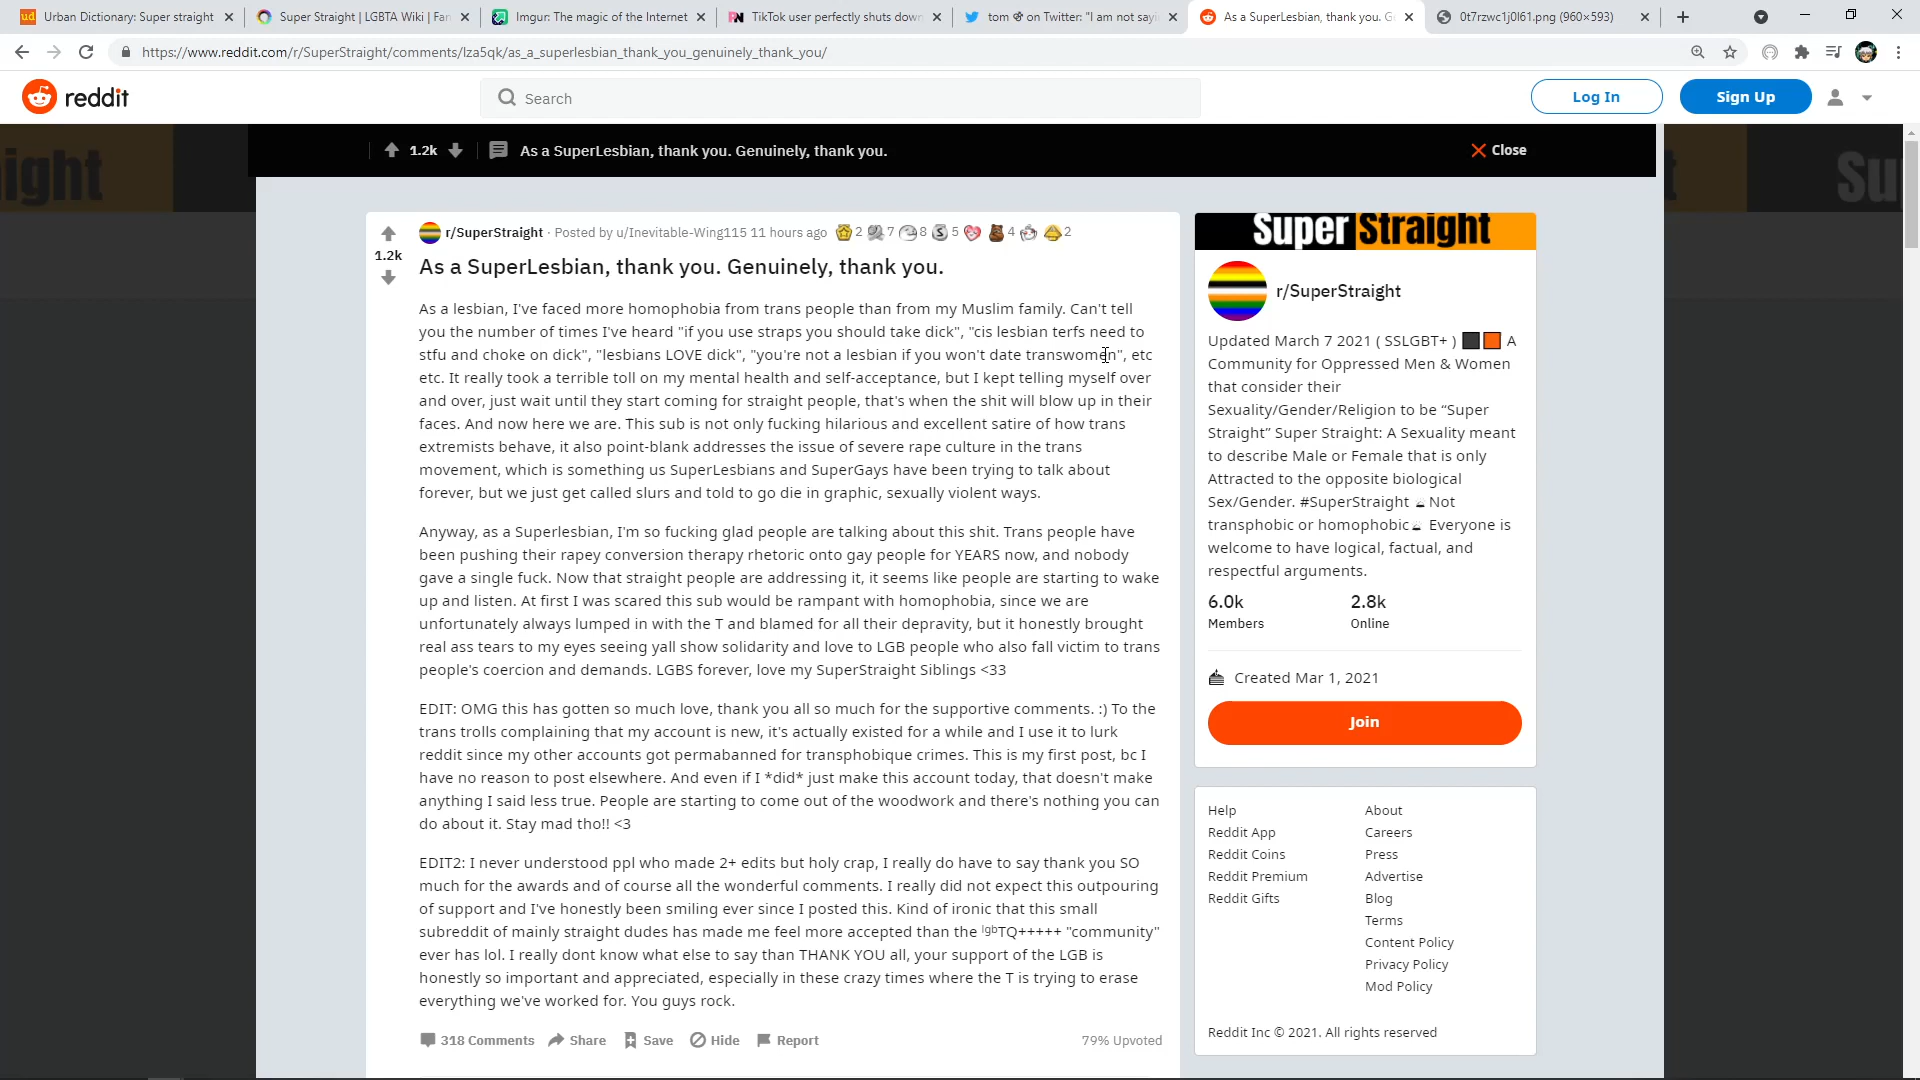 Urban Dictionary: Super straight
Super Straight | LGBTA Wiki | Fan
Imgur: The magic of the Internet
TikTok user perfectly shuts down
tom on Twitter: "I am not sayi
As a SuperLesbian, thank you. G
0t7rzwc1j0l61.png (960×593)
https://www.reddit.com/r/SuperStraight/comments/lza5qk/as_a_superlesbian_thank_you_genuinely_thank_you/
reddit
Search
Log In
Sign Up
ight
Su
1.2k
As a SuperLesbian, thank you. Genuinely, thank you.
Close
r/SuperStraight · Posted by u/Inevitable-Wing115 11 hours ago 2 7 8 5 4 2
1.2k
As a SuperLesbian, thank you. Genuinely, thank you.
As a lesbian, I've faced more homophobia from trans people than from my Muslim family. Can't tell
you the number of times I've heard "if you use straps you should take dick", "cis lesbian terfs need to
stfu and choke on dick", "lesbians LOVE dick", "you're not a lesbian if you won't date transwomen", etc
etc. It really took a terrible toll on my mental health and self-acceptance, but I kept telling myself over
and over, just wait until they start coming for straight people, that's when the shit will blow up in their
faces. And now here we are. This sub is not only fucking hilarious and excellent satire of how trans
extremists behave, it also point-blank addresses the issue of severe rape culture in the trans
movement, which is something us SuperLesbians and SuperGays have been trying to talk about
forever, but we just get called slurs and told to go die in graphic, sexually violent ways.
Anyway, as a Superlesbian, I'm so fucking glad people are talking about this shit. Trans people have
been pushing their rapey conversion therapy rhetoric onto gay people for YEARS now, and nobody
gave a single fuck. Now that straight people are addressing it, it seems like people are starting to wake
up and listen. At first I was scared this sub would be rampant with homophobia, since we are
unfortunately always lumped in with the T and blamed for all their depravity, but it honestly brought
real ass tears to my eyes seeing yall show solidarity and love to LGB people who also fall victim to trans
people's coercion and demands. LGBS forever, love my SuperStraight Siblings <33
EDIT: OMG this has gotten so much love, thank you all so much for the supportive comments. :) To the
trans trolls complaining that my account is new, it's actually existed for a while and I use it to lurk
reddit since my other accounts got permabanned for transphobique crimes. This is my first post, bc I
have no reason to post elsewhere. And even if I *did* just make this account today, that doesn't make
anything I said less true. People are starting to come out of the woodwork and there's nothing you can
do about it. Stay mad tho!! <3
EDIT2: I never understood ppl who made 2+ edits but holy crap, I really do have to say thank you SO
much for the awards and of course all the wonderful comments. I really did not expect this outpouring
of support and I've honestly been smiling ever since I posted this. Kind of ironic that this small
subreddit of mainly straight dudes has made me feel more accepted than the ˡᵍᵇTQ+++++ "community"
ever has lol. I really dont know what else to say than THANK YOU all, your support of the LGB is
honestly so important and appreciated, especially in these crazy times where the T is trying to erase
everything we've worked for. You guys rock.
318 Comments Share Save Hide Report 79% Upvoted
Super Straight
r/SuperStraight
Updated March 7 2021 ( SSLGBT+ ) ⬛🟧 A
Community for Oppressed Men & Women
that consider their
Sexuality/Gender/Religion to be “Super
Straight” Super Straight: A Sexuality meant
to describe Male or Female that is only
Attracted to the opposite biological
Sex/Gender. #SuperStraight Not
transphobic or homophobic Everyone is
welcome to have logical, factual, and
respectful arguments.
6.0k 2.8k
Members Online
Created Mar 1, 2021
Join
Help About
Reddit App Careers
Reddit Coins Press
Reddit Premium Advertise
Reddit Gifts Blog
Terms
Content Policy
Privacy Policy
Mod Policy
Reddit Inc © 2021. All rights reserved